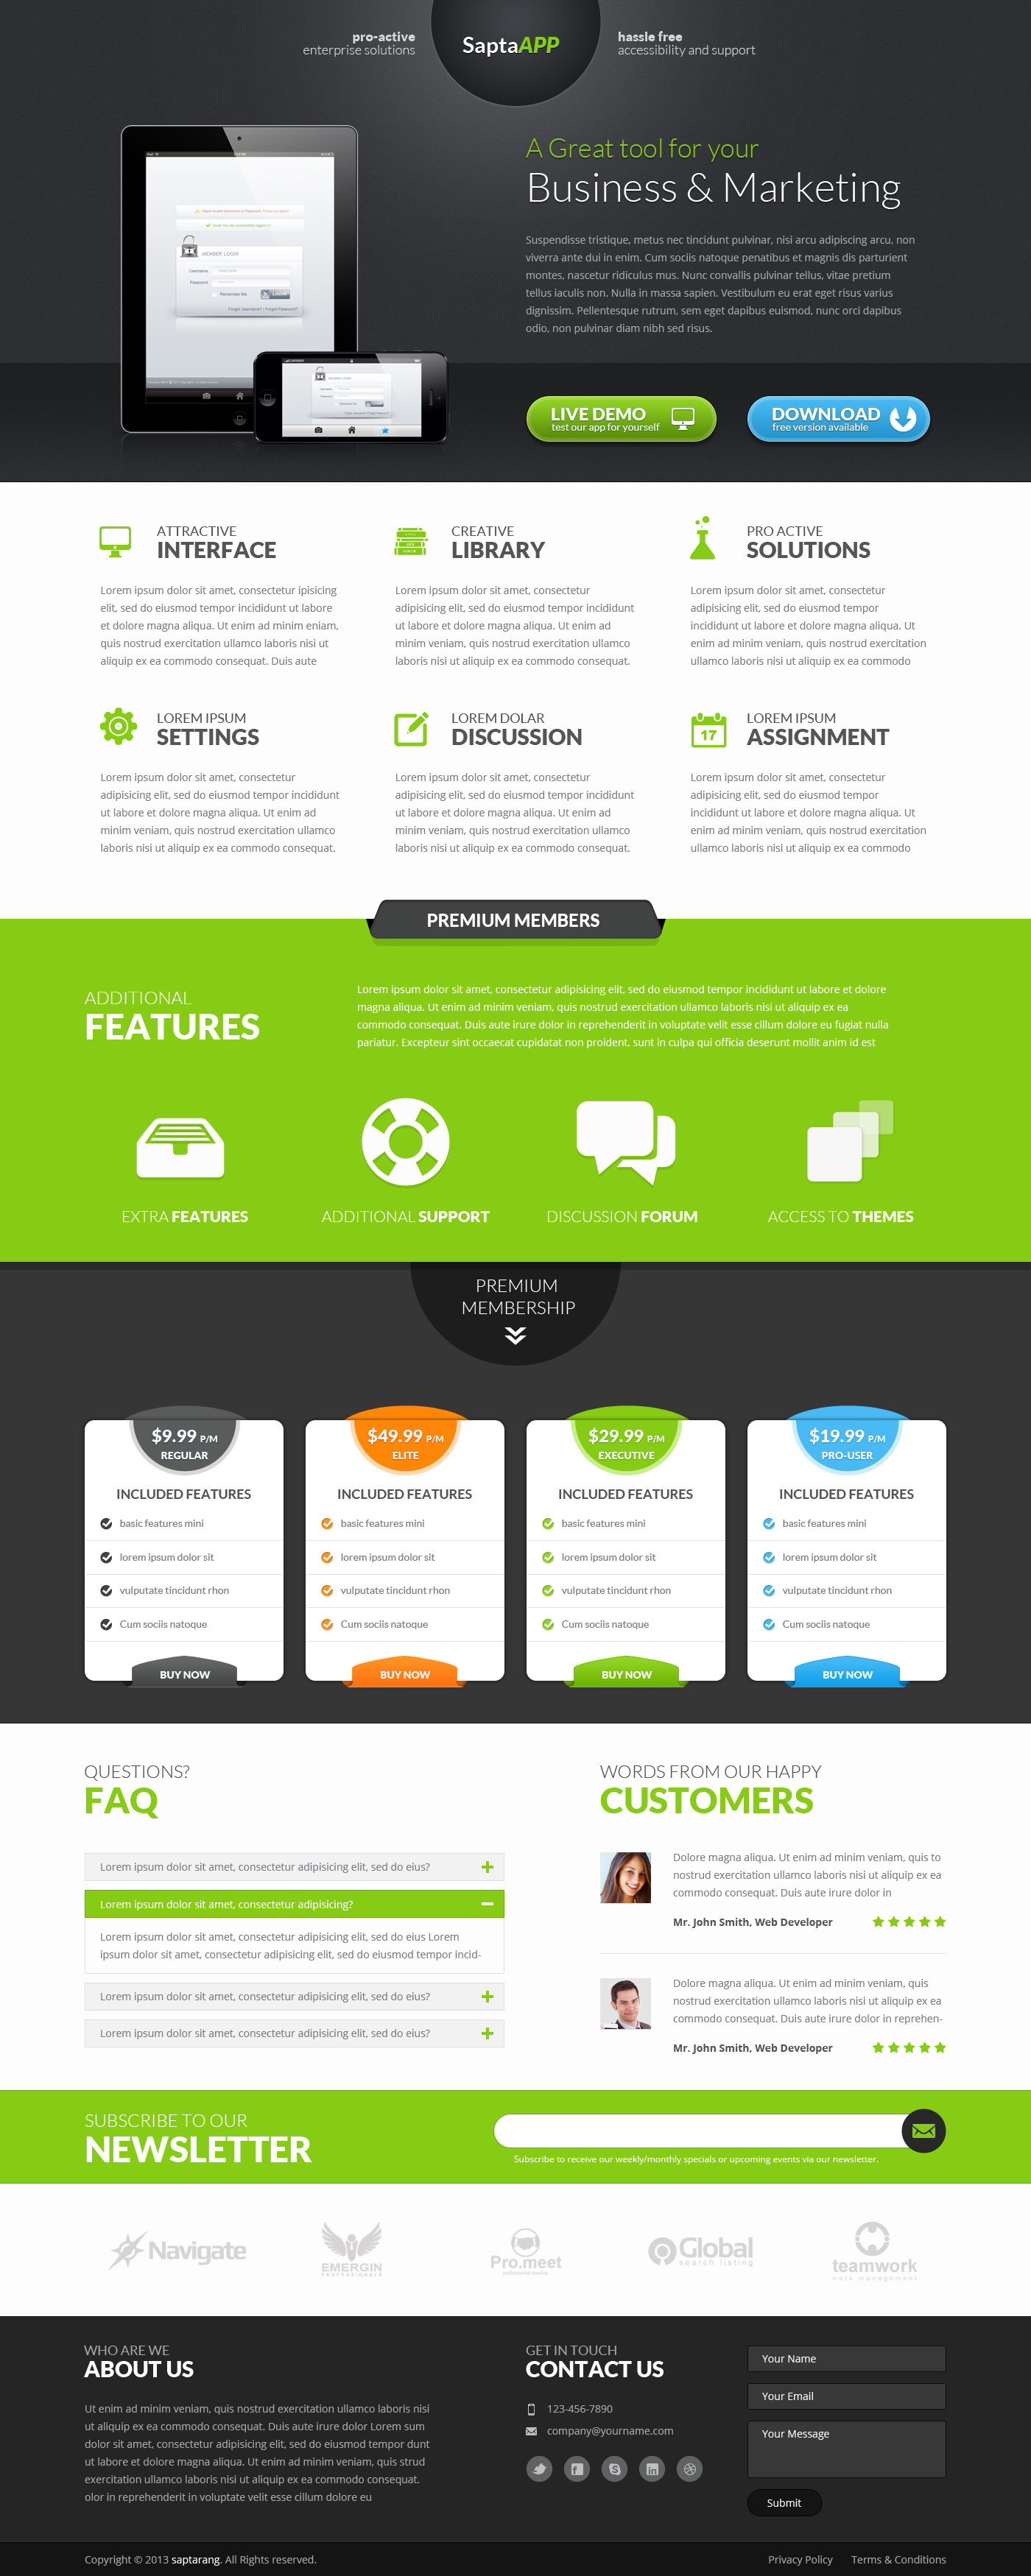 pro-active
enterprise solutions
SaptaAPP
hassle free
accessibility and support
A Great tool for your
Business & Marketing
Suspendisse tristique, metus nec tincidunt pulvinar, nisi arcu adipiscing arcu, non
viverra ante dui in enim. Cum sociis natoque penatibus et magnis dis parturient
montes, nascetur ridiculus mus. Nunc convallis pulvinar tellus, vitae pretium
tellus iaculis non. Nulla in massa sapien. Vestibulum eu erat eget risus varius
dignissim. Pellentesque rutrum, sem eget dapibus euismod, nunc orci dapibus
odio, non pulvinar diam nibh sed risus.
MEMBER LOGIN
Username
Password
Remember me
LIVE DEMO
test our app for yourself
DOWNLOAD
free version available
ATTRACTIVE
INTERFACE
Lorem ipsum dolor sit amet, consectetur ipisicing
elit, sed do eiusmod tempor incididunt ut labore
et dolore magna aliqua. Ut enim ad minim eniam,
quis nostrud exercitation ullamco laboris nisi ut
aliquip ex ea commodo consequat. Duis aute
CREATIVE
LIBRARY
Lorem ipsum dolor sit amet, consectetur
adipisicing elit, sed do eiusmod tempor incididunt
ut labore et dolore magna aliqua. Ut enim ad
minim veniam, quis nostrud exercitation ullamco
laboris nisi ut aliquip ex ea commodo consequat.
PRO ACTIVE
SOLUTIONS
Lorem ipsum dolor sit amet, consectetur
adipisicing elit, sed do eiusmod tempor
incididunt ut labore et dolore magna aliqua. Ut
enim ad minim veniam, quis nostrud exercitation
ullamco laboris nisi ut aliquip ex ea commodo
LOREM IPSUM
SETTINGS
Lorem ipsum dolor sit amet, consectetur
adipisicing elit, sed do eiusmod tempor incididunt
ut labore et dolore magna aliqua. Ut enim ad
minim veniam, quis nostrud exercitation ullamco
laboris nisi ut aliquip ex ea commodo consequat.
LOREM DOLAR
DISCUSSION
Lorem ipsum dolor sit amet, consectetur
adipisicing elit, sed do eiusmod tempor incididunt
ut labore et dolore magna aliqua. Ut enim ad
minim veniam, quis nostrud exercitation ullamco
laboris nisi ut aliquip ex ea commodo consequat.
17
LOREM IPSUM
ASSIGNMENT
Lorem ipsum dolor sit amet, consectetur
adipisicing elit, sed do eiusmod tempor
incididunt ut labore et dolore magna aliqua. Ut
enim ad minim veniam, quis nostrud exercitation
ullamco laboris nisi ut aliquip ex ea commodo
PREMIUM MEMBERS
ADDITIONAL
FEATURES
Lorem ipsum dolor sit amet, consectetur adipisicing elit, sed do eiusmod tempor incididunt ut labore et dolore
magna aliqua. Ut enim ad minim veniam, quis nostrud exercitation ullamco laboris nisi ut aliquip ex ea
commodo consequat. Duis aute irure dolor in reprehenderit in voluptate velit esse cillum dolore eu fugiat nulla
pariatur. Excepteur sint occaecat cupidatat non proident, sunt in culpa qui officia deserunt mollit anim id est
EXTRA FEATURES
ADDITIONAL SUPPORT
DISCUSSION FORUM
ACCESS TO THEMES
PREMIUM
MEMBERSHIP
$9.99 P/M
REGULAR
INCLUDED FEATURES
basic features mini
lorem ipsum dolor sit
vulputate tincidunt rhon
Cum sociis natoque
BUY NOW
$49.99 P/M
ELITE
INCLUDED FEATURES
basic features mini
lorem ipsum dolor sit
vulputate tincidunt rhon
Cum sociis natoque
BUY NOW
$29.99 P/M
EXECUTIVE
INCLUDED FEATURES
basic features mini
lorem ipsum dolor sit
vulputate tincidunt rhon
Cum sociis natoque
BUY NOW
$19.99 P/M
PRO-USER
INCLUDED FEATURES
basic features mini
lorem ipsum dolor sit
vulputate tincidunt rhon
Cum sociis natoque
BUY NOW
QUESTIONS?
FAQ
Lorem ipsum dolor sit amet, consectetur adipisicing elit, sed do eius?
Lorem ipsum dolor sit amet, consectetur adipisicing?
Lorem ipsum dolor sit amet, consectetur adipisicing elit, sed do eius Lorem
ipsum dolor sit amet, consectetur adipisicing elit, sed do eiusmod tempor incid-
Lorem ipsum dolor sit amet, consectetur adipisicing elit, sed do eius?
Lorem ipsum dolor sit amet, consectetur adipisicing elit, sed do eius?
WORDS FROM OUR HAPPY
CUSTOMERS
Dolore magna aliqua. Ut enim ad minim veniam, quis to
nostrud exercitation ullamco laboris nisi ut aliquip ex ea
commodo consequat. Duis aute irure dolor in
Mr. John Smith, Web Developer
Dolore magna aliqua. Ut enim ad minim veniam, quis
nostrud exercitation ullamco laboris nisi ut aliquip ex ea
commodo consequat. Duis aute irure dolor in reprehen-
Mr. John Smith, Web Developer
SUBSCRIBE TO OUR
NEWSLETTER
Subscribe to receive our weekly/monthly specials or upcoming events via our newsletter.
Navigate
EMERGIN
PROFESSIONALS
Pro.meet
professional meetings
Global
search listing
teamwork
work management
WHO ARE WE
ABOUT US
Ut enim ad minim veniam, quis nostrud exercitation ullamco laboris nisi
ut aliquip ex ea commodo consequat. Duis aute irure dolor Lorem sum
dolor sit amet, consectetur adipisicing elit, sed do eiusmod tempor dunt
ut labore et dolore magna aliqua. Ut enim ad minim veniam, quis strud
exercitation ullamco laboris nisi ut aliquip ex ea commodo consequat.
olor in reprehenderit in voluptate velit esse cillum dolore eu
GET IN TOUCH
CONTACT US
123-456-7890
company@yourname.com
Your Name
Your Email
Your Message
Submit
Copyright © 2013 saptarang. All Rights reserved.
Privacy Policy
Terms & Conditions